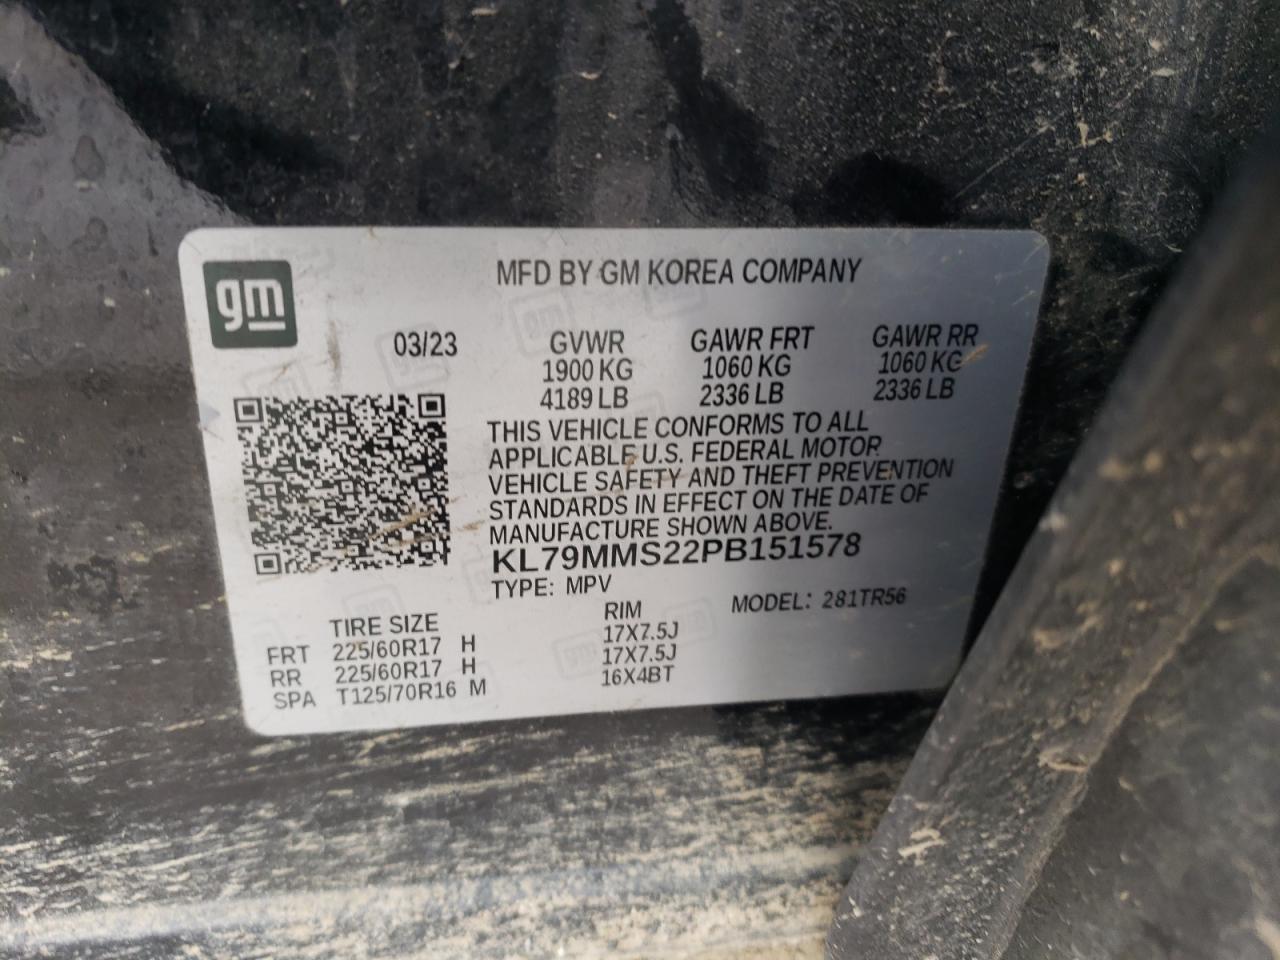 gm
MFD BY GM KOREA COMPANY
03/23 GVWR GAWR FRT GAWR RR
1900 KG 1060 KG 1060 KG
4189 LB 2336 LB 2336 LB
THIS VEHICLE CONFORMS TO ALL
APPLICABLE U.S. FEDERAL MOTOR
VEHICLE SAFETY AND THEFT PREVENTION
STANDARDS IN EFFECT ON THE DATE OF
MANUFACTURE SHOWN ABOVE.
KL79MMS22PB151578
TYPE: MPV
MODEL: 281TR56
TIRE SIZE RIM
FRT 225/60R17 H 17X7.5J
RR 225/60R17 H 17X7.5J
SPA T125/70R16 M 16X4BT